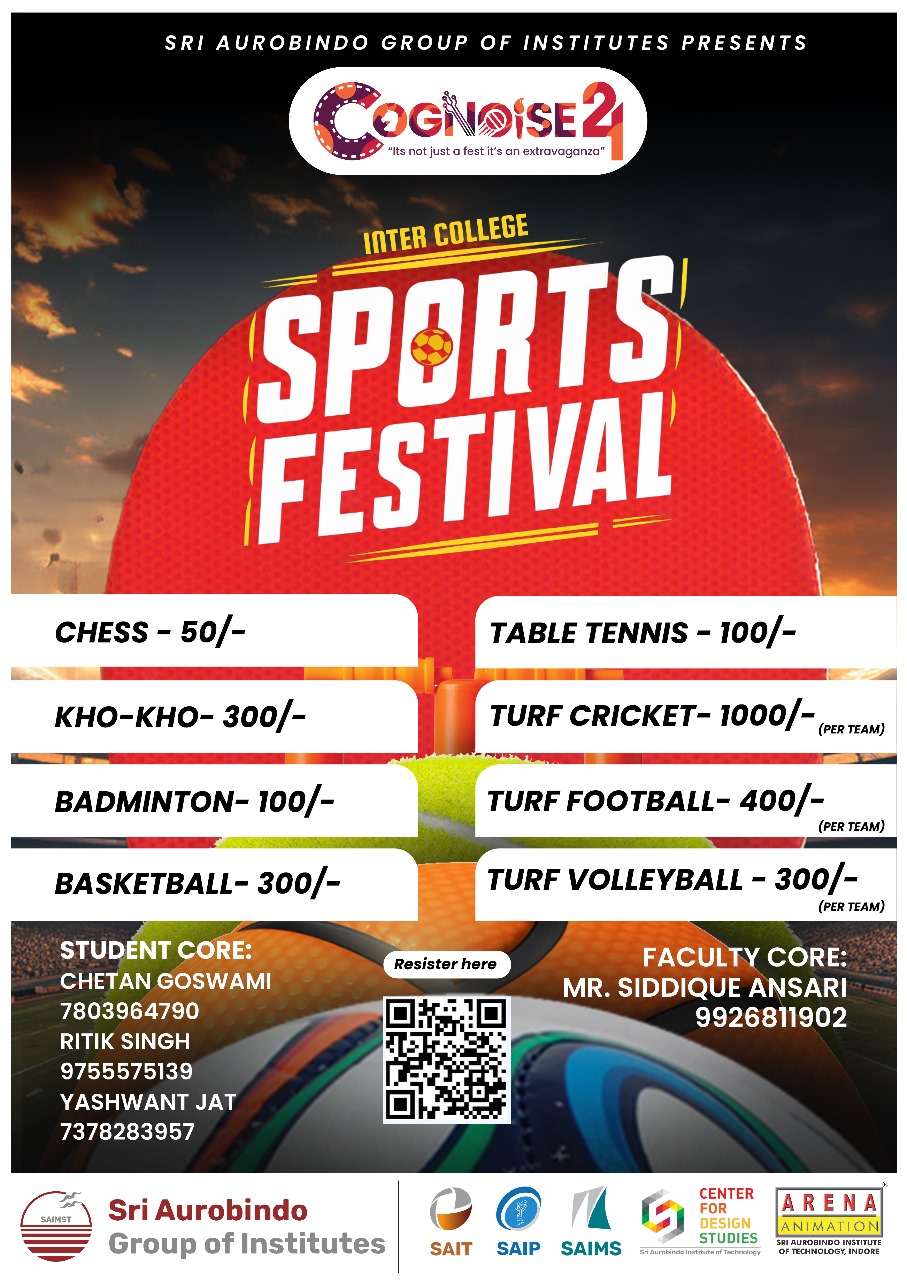 SRI AUROBINDO GROUP OF INSTITUTES PRESENTS
COGNOISE 21
"Its not just a fest it's an extravaganza"
INTER COLLEGE
SPORTS
FESTIVAL
CHESS - 50/-
TABLE TENNIS - 100/-
KHO-KHO- 300/-
TURF CRICKET- 1000/-
(PER TEAM)
BADMINTON- 100/-
TURF FOOTBALL- 400/-
(PER TEAM)
BASKETBALL- 300/-
TURF VOLLEYBALL - 300/-
(PER TEAM)
STUDENT CORE:
CHETAN GOSWAMI
7803964790
RITIK SINGH
9755575139
YASHWANT JAT
7378283957
Resister here
FACULTY CORE:
MR. SIDDIQUE ANSARI
9926811902
SAIMST
Sri Aurobindo
Group of Institutes
SAIT
SAIP
SAIMS
CENTER
FOR
DESIGN
STUDIES
Sri Aurobindo Institute of Technology
ARENA
ANIMATION
SRI AUROBINDO INSTITUTE
OF TECHNOLOGY, INDORE